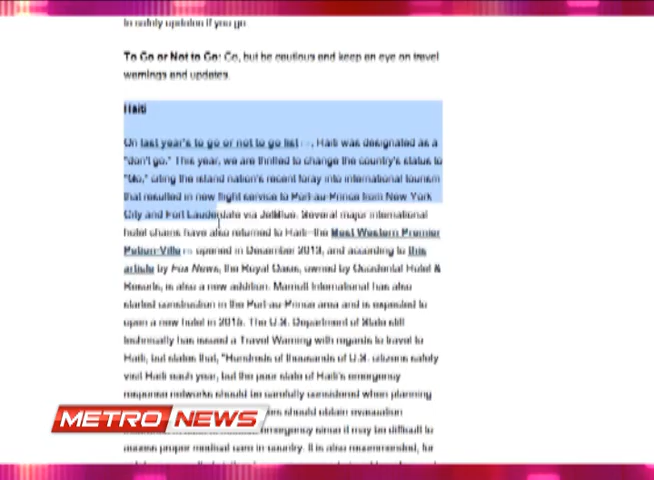 in safety updates if you go
To Go or Not to Go: Go, but be cautious and keep an eye on travel
warnings and updates.
Haiti
On last year's to go or not to go list, Haiti was designated as a
"don't go." This year, we are thrilled to change the country's status to
"Go," citing the island nation's recent foray into international tourism
that resulted in new flight service to Port-au-Prince from New York
City and Fort Lauderdale via JetBlue. Several major international
hotel chains have also returned to Haiti—the Best Western Premier
Petion-Ville opened in December 2013, and according to this
article by Fox News, the Royal Oasis, owned by Occidental Hotel &
Resorts, is also a new addition. Marriott International has also
started construction in the Port-au-Prince area and is expected to
open a new hotel in 2015. The U.S. Department of State still
technically has issued a Travel Warning with regards to travel to
Haiti, but states that, "Hundreds of thousands of U.S. citizens safely
visit Haiti each year, but the poor state of Haiti's emergency
response networks should be carefully considered when planning
should obtain evacuation
emergency since it may be difficult to
access proper medical care in country. It is also recommended, for
METRO NEWS